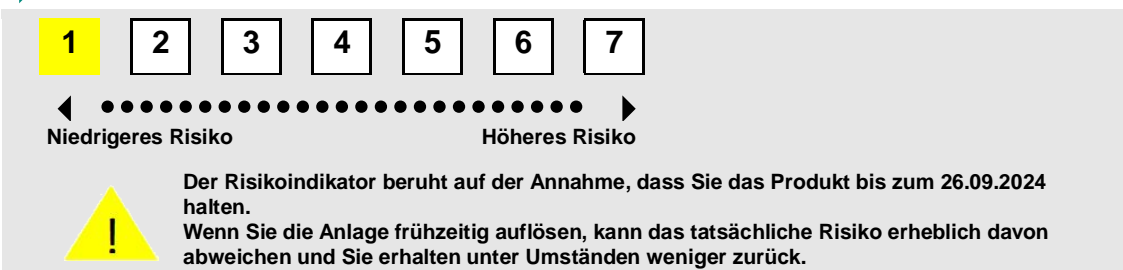 1 2 3 4 5 6 7
Niedrigeres Risiko Höheres Risiko
Der Risikoindikator beruht auf der Annahme, dass Sie das Produkt bis zum 26.09.2024
halten.
Wenn Sie die Anlage frühzeitig auflösen, kann das tatsächliche Risiko erheblich davon
abweichen und Sie erhalten unter Umständen weniger zurück.
!